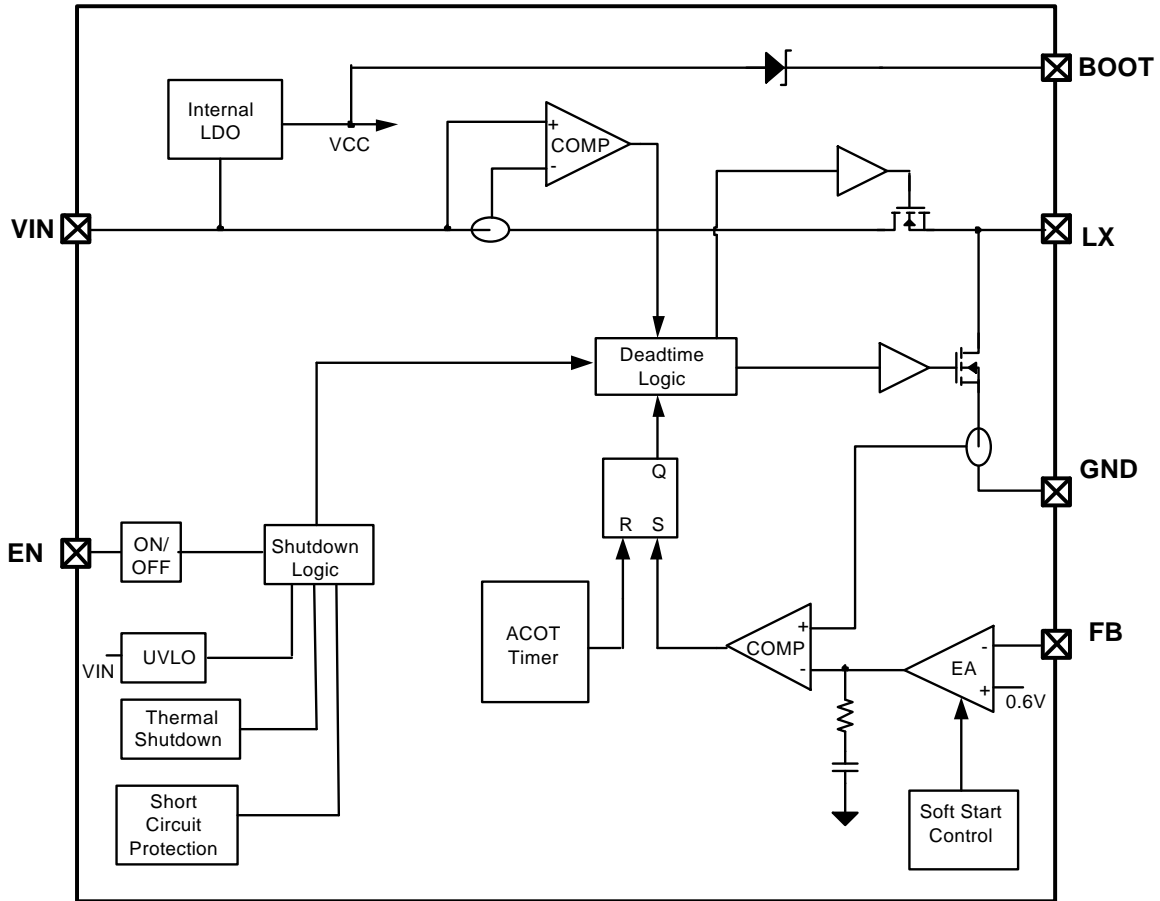 BOOT
Internal
LDO
VCC
+
COMP
-
VIN
LX
Deadtime
Logic
GND
Q
R S
EN
ON/
OFF
Shutdown
Logic
ACOT
Timer
+
COMP
-
FB
-
EA
+
0.6V
VIN
UVLO
Thermal
Shutdown
Short
Circuit
Protection
Soft Start
Control